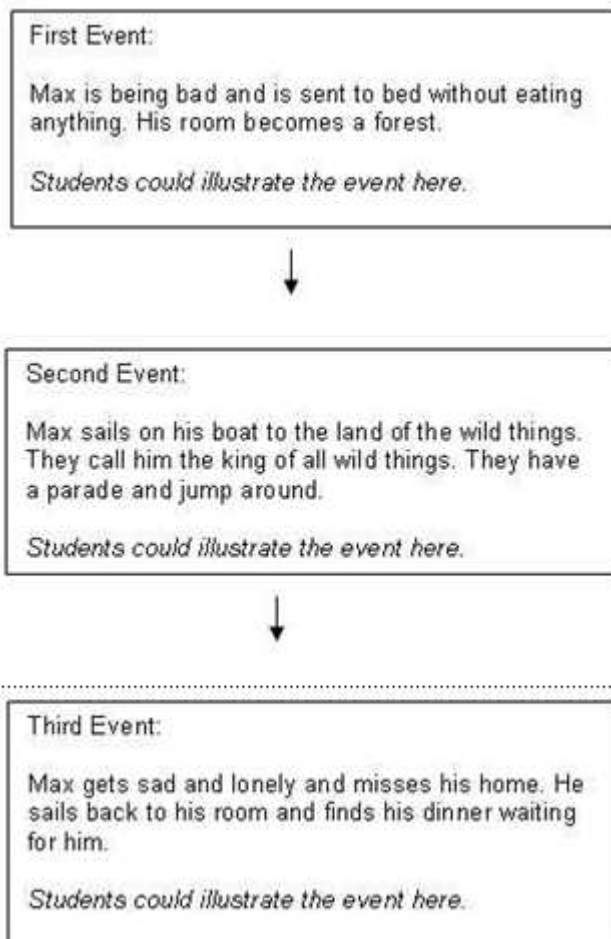 First Event:
Max is being bad and is sent to bed without eating
anything. His room becomes a forest.
Students could illustrate the event here.
Second Event:
Max sails on his boat to the land of the wild things.
They call him the king of all wild things. They have
a parade and jump around.
Students could illustrate the event here.
Third Event:
Max gets sad and lonely and misses his home. He
sails back to his room and finds his dinner waiting
for him.
Students could illustrate the event here.